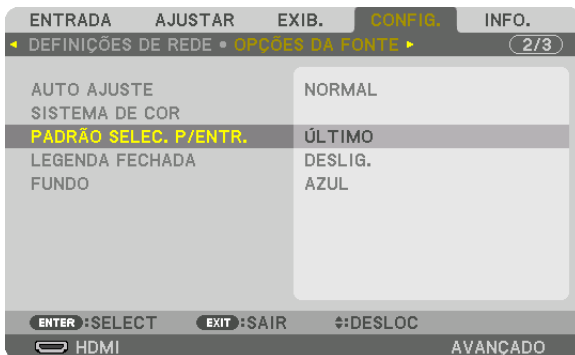 ENTRADA AJUSTAR EXIB. CONFIG. INFO.
DEFINIÇÕES DE REDE • OPÇÕES DA FONTE 2/3
AUTO AJUSTE NORMAL
SISTEMA DE COR
PADRÃO SELEC. P/ENTR. ÚLTIMO
LEGENDA FECHADA DESLIG.
FUNDO AZUL
ENTER :SELECT EXIT :SAIR :DESLOC
HDMI AVANÇADO